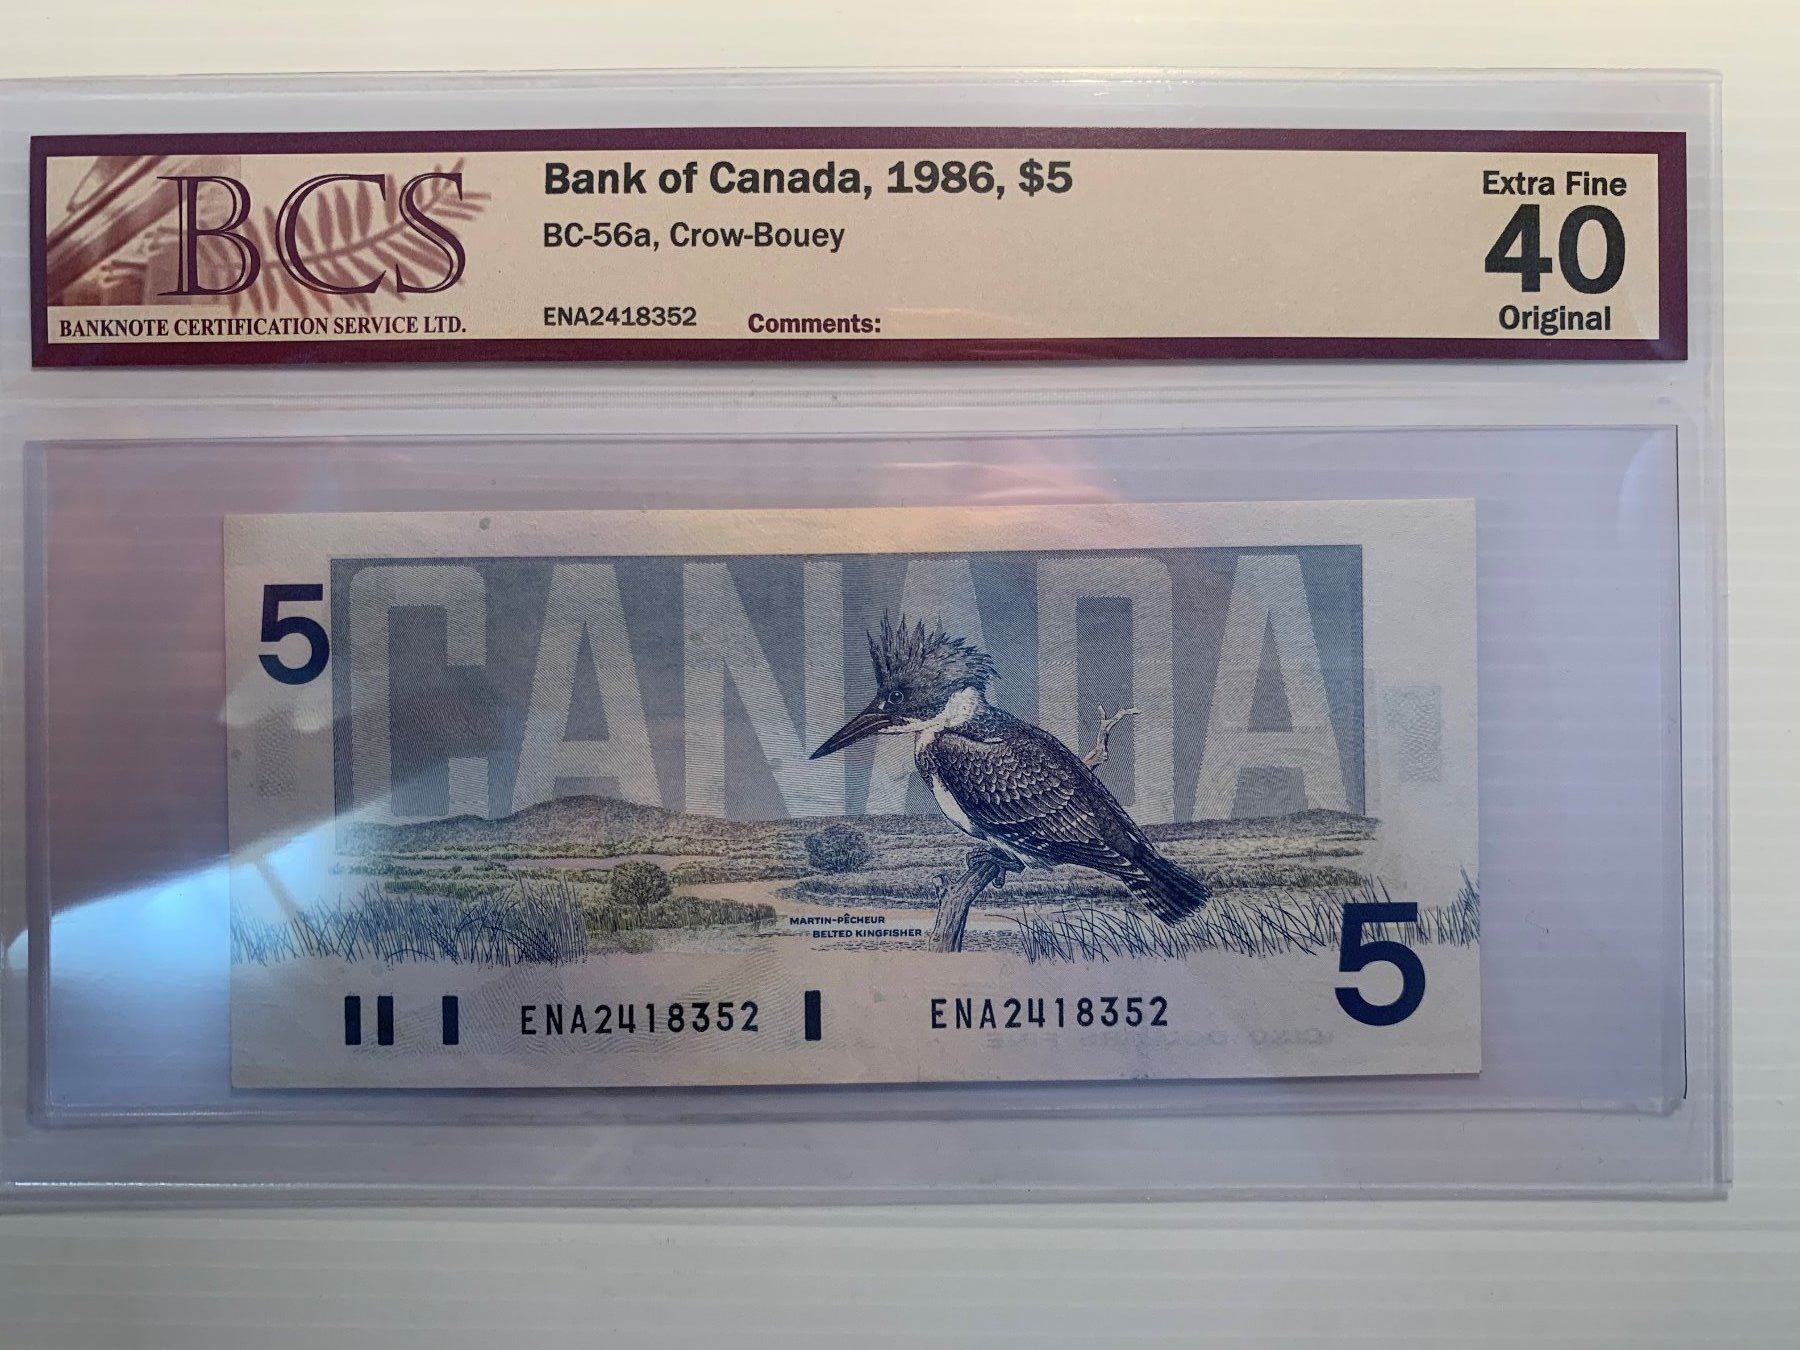 BCS
BANKNOTE CERTIFICATION SERVICE LTD.
Bank of Canada, 1986, $5
BC-56a, Crow-Bouey
ENA2418352
Comments:
Extra Fine
40
Original
5
CANADA
MARTIN-PÊCHEUR
BELTED KINGFISHER
5
ENA2418352
ENA2418352